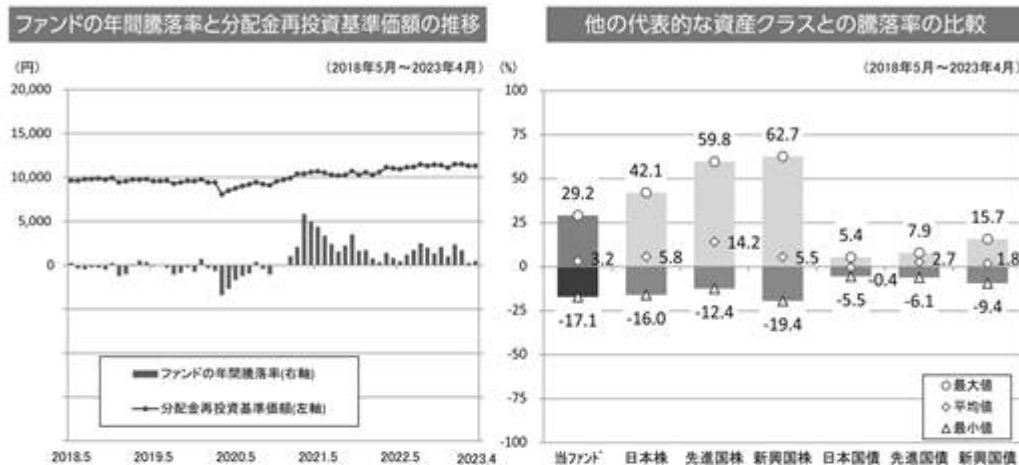 ファンドの年間騰落率と分配金再投資基準価額の推移
(円)
(2018年5月～2023年4月)
20,000
15,000
10,000
5,000
0
ファンドの年間騰落率(右軸)
分配金再投資基準価額(左軸)
2018.5 2019.5 2020.5 2021.5 2022.5 2023.4
他の代表的な資産クラスとの騰落率の比較
(%)
(2018年5月～2023年4月)
100
75
50
25
0
-25
-50
-75
-100
29.2 42.1 59.8 62.7 5.4 7.9 15.7
3.2 5.8 14.2 5.5 -0.4 2.7 1.8
-17.1 -16.0 -12.4 -19.4 -5.5 -6.1 -9.4
最大値
平均値
最小値
当ファンド 日本株 先進国株 新興国株 日本国債 先進国債 新興国債